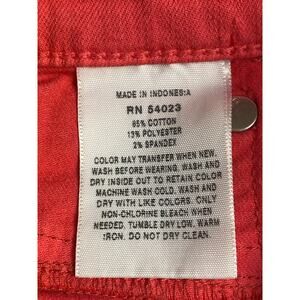 MADE IN INDONESIA
RN 54023
85% COTTON
13% POLYESTER
2% SPANDEX
COLOR MAY TRANSFER WHEN NEW.
WASH BEFORE WEARING. WASH AND
DRY INSIDE OUT TO RETAIN COLOR
MACHINE WASH COLD. WASH AND
DRY WITH LIKE COLORS. ONLY
NON-CHLORINE BLEACH WHEN
NEEDED. TUMBLE DRY LOW. WARM
IRON. DO NOT DRY CLEAN.